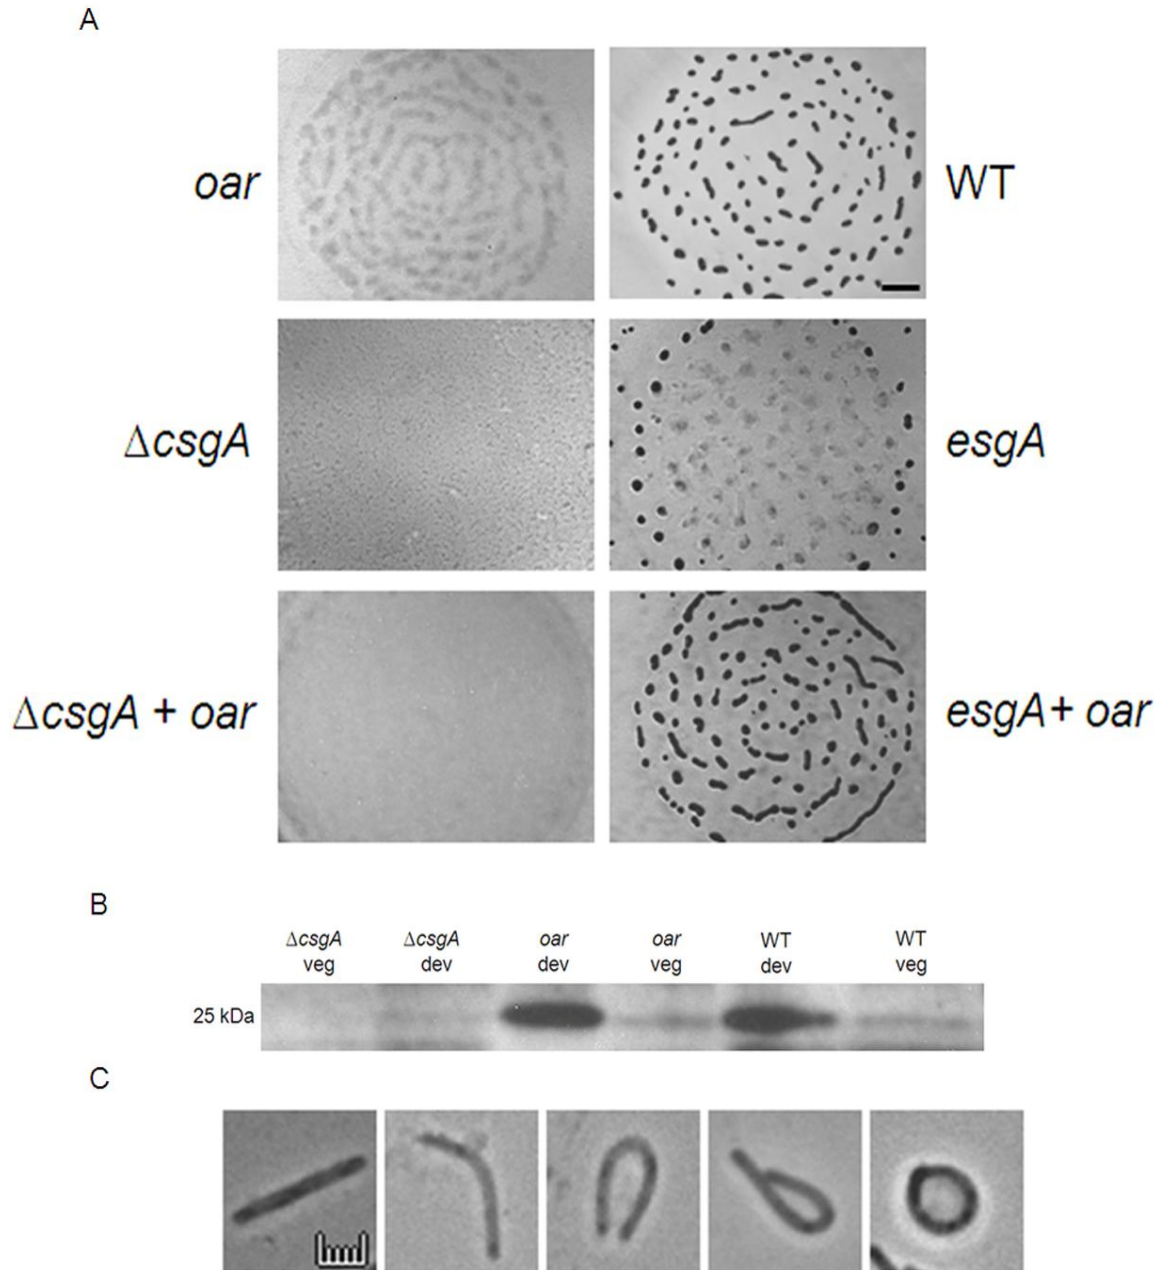 A
oar
WT
ΔcsgA
esgA
ΔcsgA + oar
esgA+ oar
B
ΔcsgA ΔcsgA oar oar WT WT
veg dev dev veg dev veg
25 kDa
C